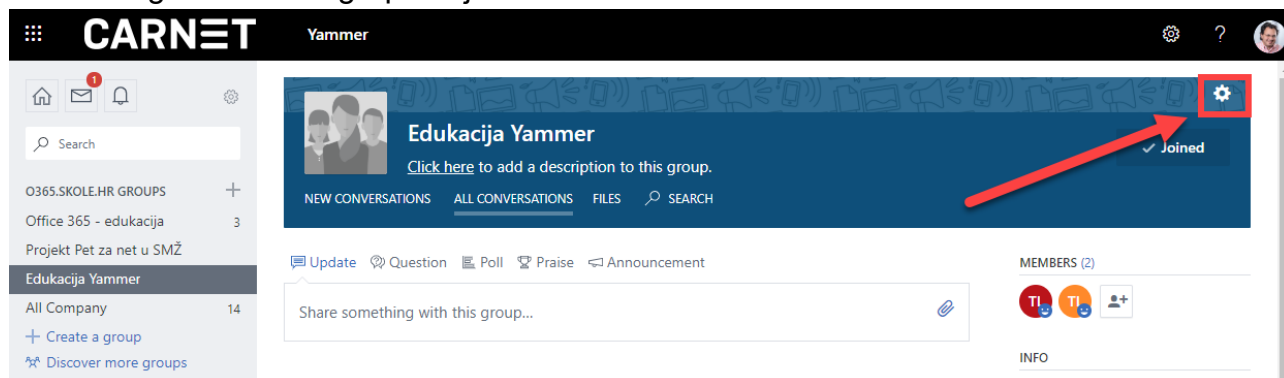 CARNET
Yammer
?
1
Search
O365.SKOLE.HR GROUPS
Office 365 - edukacija 3
Projekt Pet za net u SMŽ
Edukacija Yammer
All Company 14
Create a group
Discover more groups
Edukacija Yammer
Click here to add a description to this group.
NEW CONVERSATIONS ALL CONVERSATIONS FILES SEARCH
Joined
Update Question Poll Praise Announcement
Share something with this group...
MEMBERS (2)
TI TI
INFO